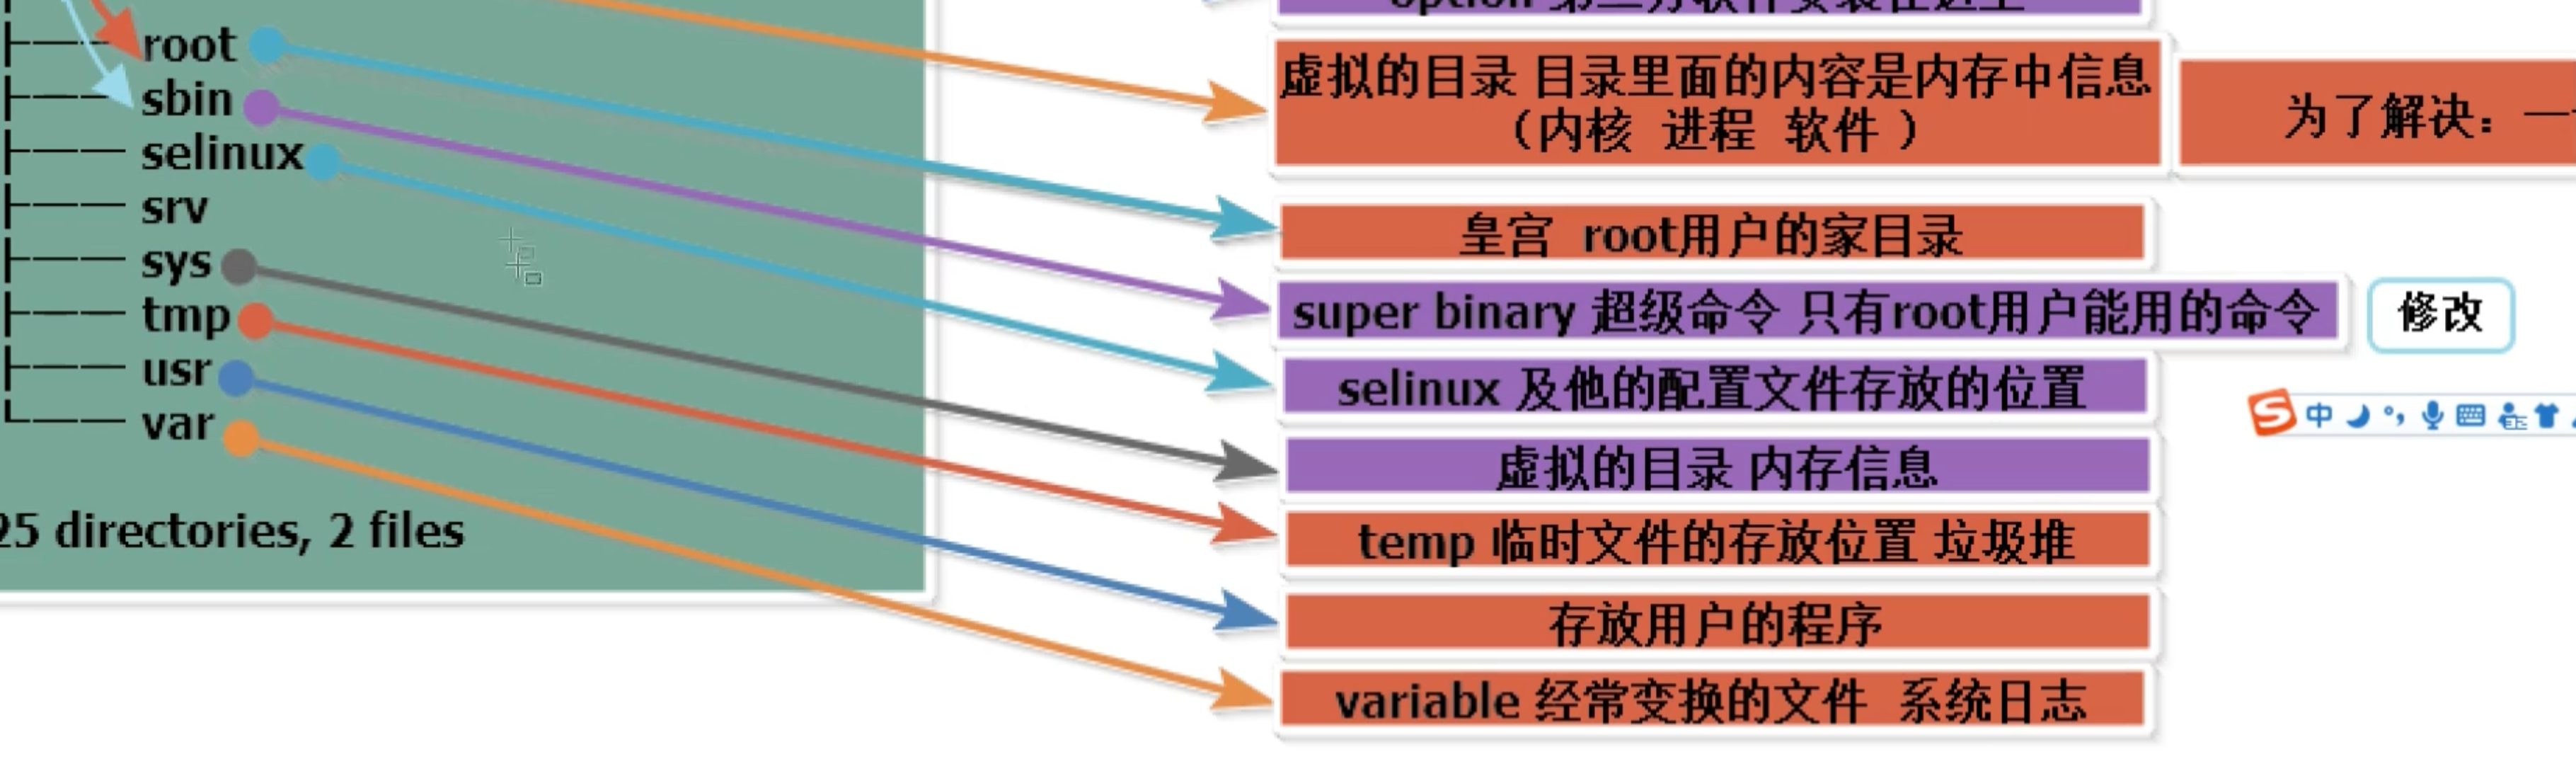 root
sbin
selinux
srv
sys
tmp
usr
var
25 directories, 2 files
虚拟的目录 目录里面的内容是内存中信息
（内核 进程 软件 ）
为了解决：一
皇宫 root用户的家目录
super binary 超级命令 只有root用户能用的命令
修改
selinux 及他的配置文件存放的位置
中
虚拟的目录 内存信息
temp 临时文件的存放位置 垃圾堆
存放用户的程序
variable 经常变换的文件 系统日志